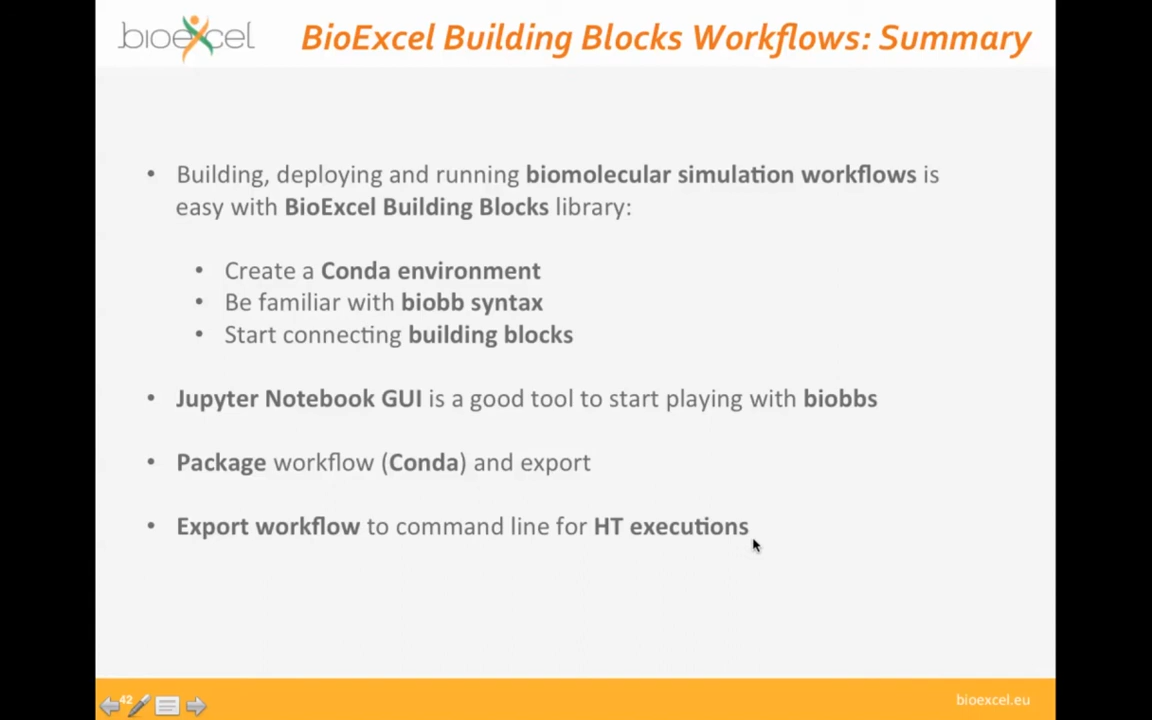 bioexcel
BioExcel Building Blocks Workflows: Summary
• Building, deploying and running biomolecular simulation workflows is
easy with BioExcel Building Blocks library:
• Create a Conda environment
• Be familiar with biobb syntax
• Start connecting building blocks
• Jupyter Notebook GUI is a good tool to start playing with biobbs
• Package workflow (Conda) and export
• Export workflow to command line for HT executions
42
bioexcel.eu